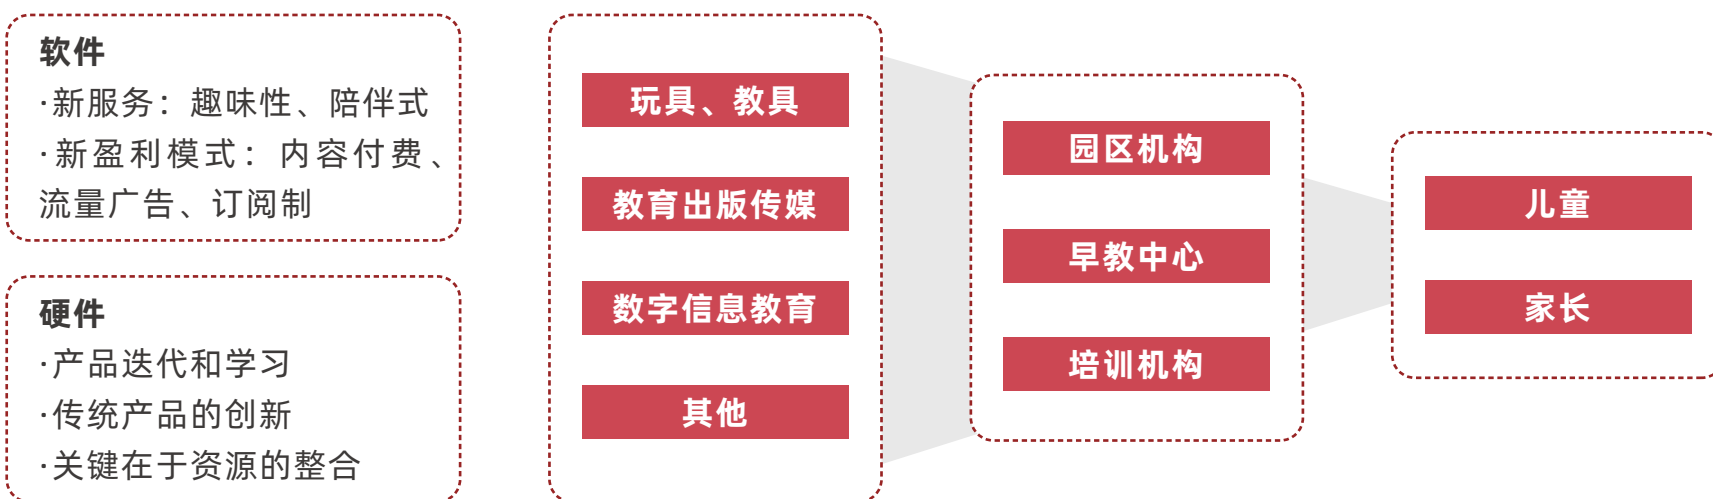 软件
·新服务：趣味性、陪伴式
·新盈利模式：内容付费、
流量广告、订阅制
硬件
·产品迭代和学习
·传统产品的创新
·关键在于资源的整合
玩具、教具
教育出版传媒
数字信息教育
其他
园区机构
早教中心
培训机构
儿童
家长